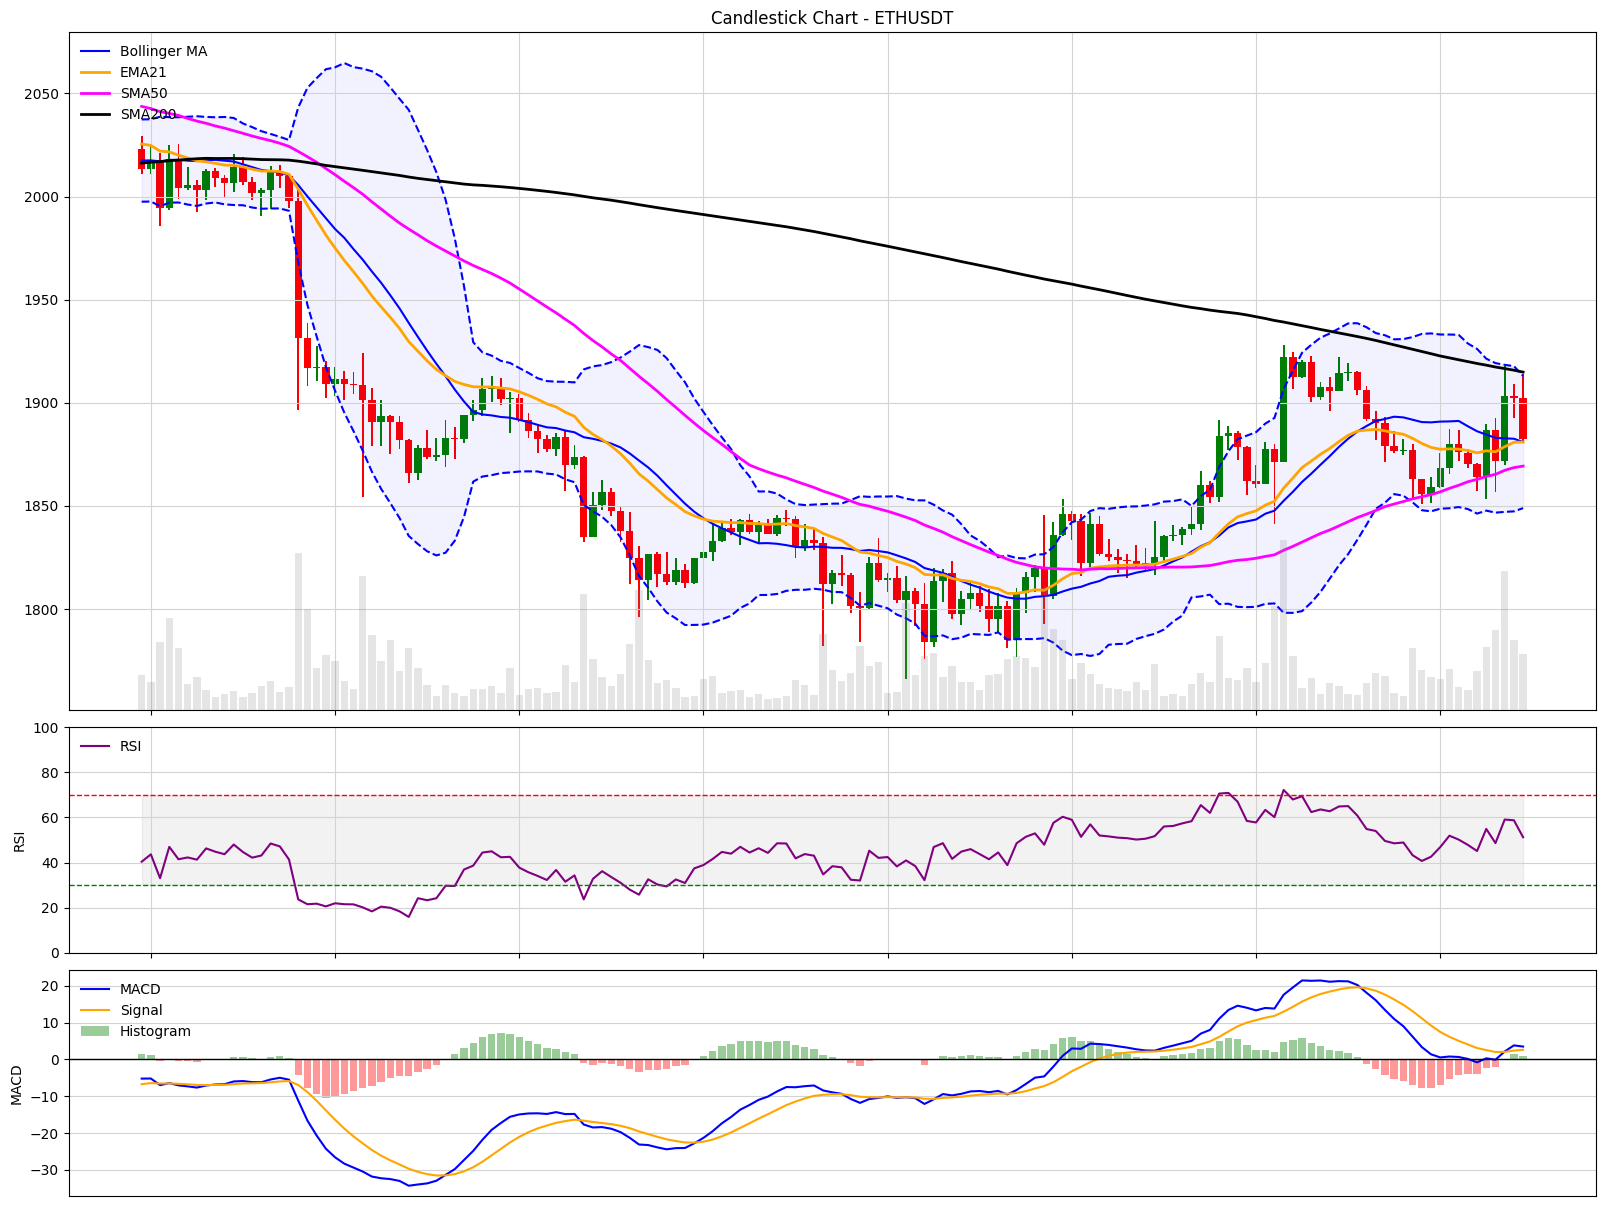 Candlestick Chart - ETHUSDT
Bollinger MA
EMA21
SMA50
SMA200
2050
2000
1950
1900
1850
1800
RSI
100
80
60
40
20
0
RSI
MACD
Signal
Histogram
20
10
0
−10
−20
−30
MACD